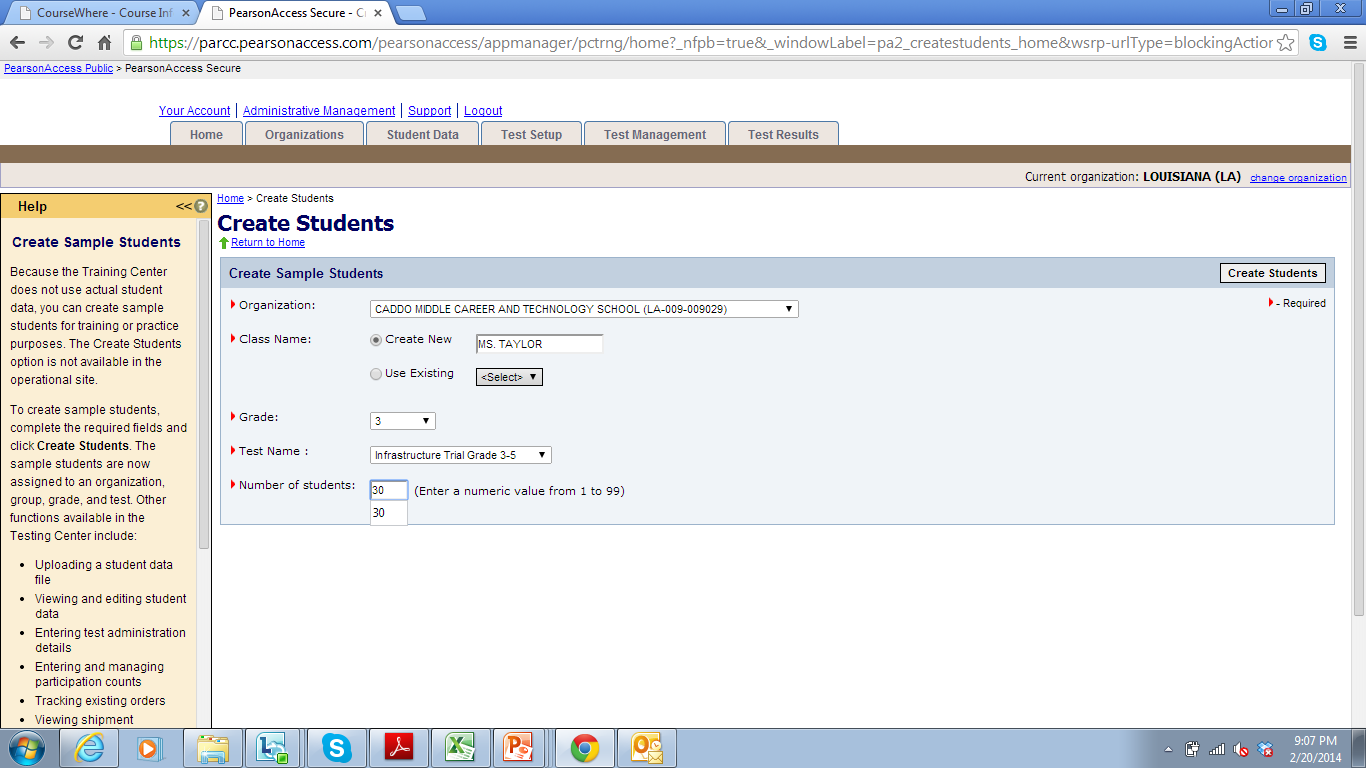 CourseWhere - Course Inf
PearsonAccess Secure - C
https://parcc.pearsonaccess.com/pearsonaccess/appmanager/pctrng/home?_nfpb=true&_windowLabel=pa2_createstudents_home&wsrp-urlType=blockingAction
PearsonAccess Public > PearsonAccess Secure
Your Account | Administrative Management | Support | Logout
Home Organizations Student Data Test Setup Test Management Test Results
Current organization: LOUISIANA (LA) change organization
Help << ?
Create Sample Students
Because the Training Center
does not use actual student
data, you can create sample
students for training or practice
purposes. The Create Students
option is not available in the
operational site.
To create sample students,
complete the required fields and
click Create Students. The
sample students are now
assigned to an organization,
group, grade, and test. Other
functions available in the
Testing Center include:
• Uploading a student data
file
• Viewing and editing student
data
• Entering test administration
details
• Entering and managing
participation counts
• Tracking existing orders
• Viewing shipment
Home > Create Students
Create Students
Return to Home
Create Sample Students Create Students
- Required
Organization: CADDO MIDDLE CAREER AND TECHNOLOGY SCHOOL (LA-009-009029)
Class Name: Create New MS. TAYLOR
Use Existing <Select>
Grade: 3
Test Name : Infrastructure Trial Grade 3-5
Number of students: 30 (Enter a numeric value from 1 to 99)
30
9:07 PM
2/20/2014